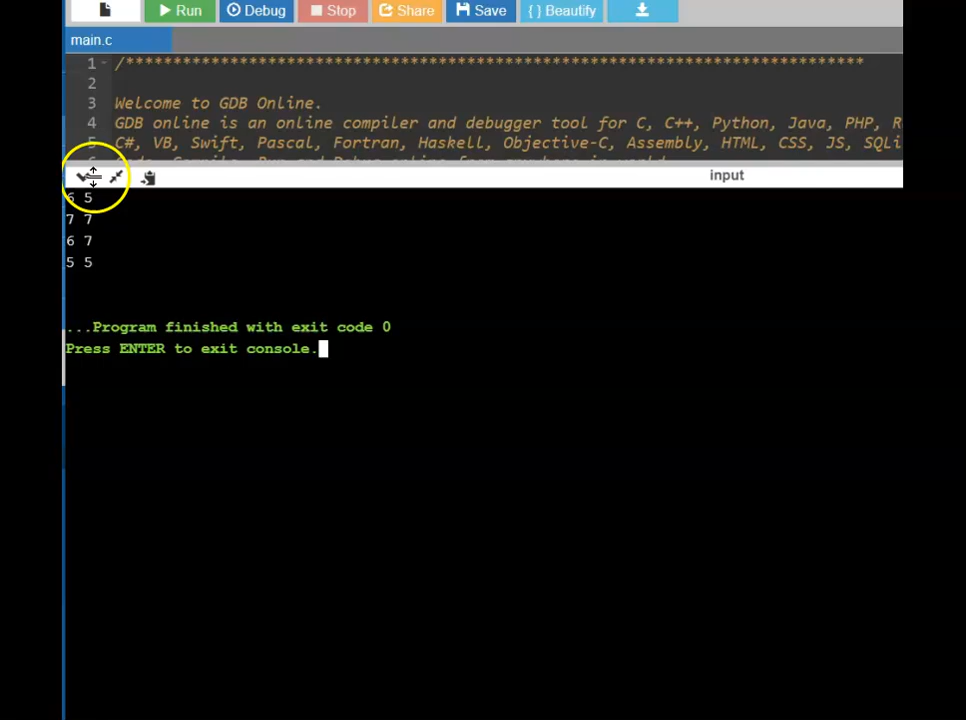 Run Debug Stop Share Save { } Beautify
main.c
1 /******************************************************************************
2
3 Welcome to GDB Online.
4 GDB online is an online compiler and debugger tool for C, C++, Python, Java, PHP, R
5 C#, VB, Swift, Pascal, Fortran, Haskell, Objective-C, Assembly, HTML, CSS, JS, SQLi
input
6 5
7 7
6 7
5 5
...Program finished with exit code 0
Press ENTER to exit console.